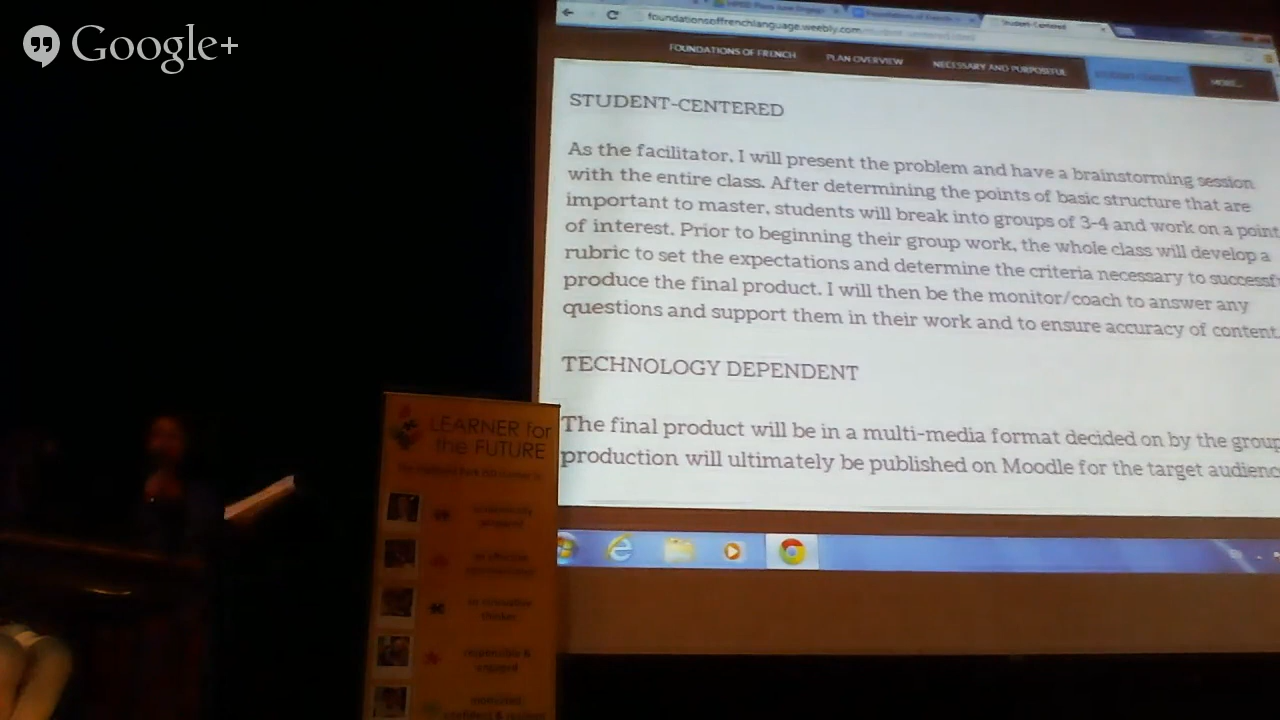 Google+
foundationsoffrenchlanguage.weebly.com
FOUNDATIONS OF FRENCH PLAN OVERVIEW NECESSARY AND PURPOSEFUL MORE...
STUDENT-CENTERED
As the facilitator, I will present the problem and have a brainstorming session
with the entire class. After determining the points of basic structure that are
important to master, students will break into groups of 3-4 and work on a point
of interest. Prior to beginning their group work, the whole class will develop a
rubric to set the expectations and determine the criteria necessary to successf
produce the final product. I will then be the monitor/coach to answer any
questions and support them in their work and to ensure accuracy of content.
TECHNOLOGY DEPENDENT
The final product will be in a multi-media format decided on by the group
production will ultimately be published on Moodle for the target audienc
LEARNER for
the FUTURE
responsible &
engaged